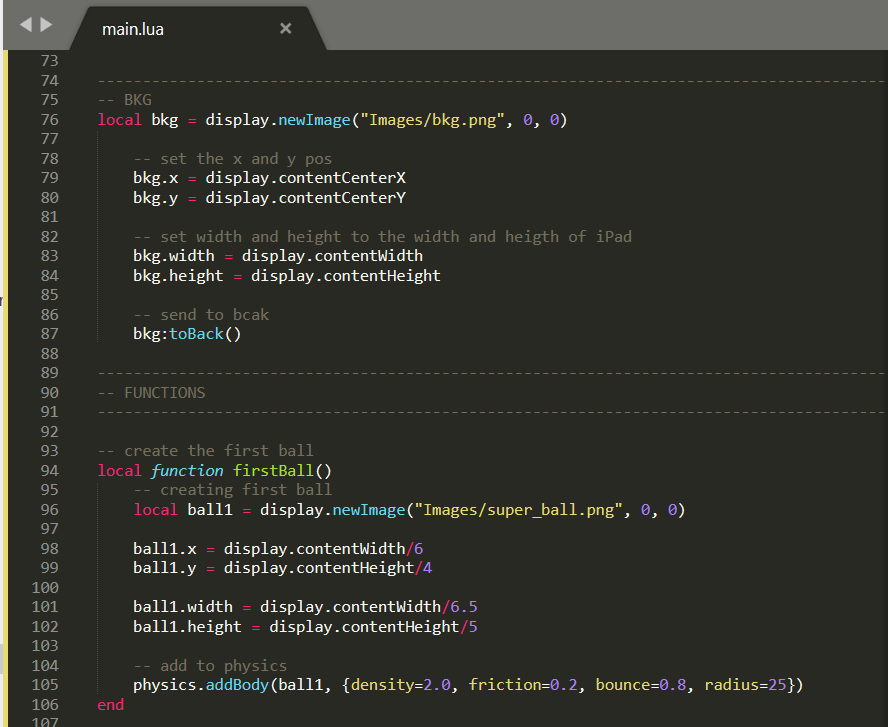 main.lua ×
73
74 --------------------------------------------------------------------------------------
75 -- BKG
76 local bkg = display.newImage("Images/bkg.png", 0, 0)
77
78     -- set the x and y pos
79     bkg.x = display.contentCenterX
80     bkg.y = display.contentCenterY
81
82     -- set width and height to the width and heigth of iPad
83     bkg.width = display.contentWidth
84     bkg.height = display.contentHeight
85
86     -- send to bcak
87     bkg:toBack()
88
89 --------------------------------------------------------------------------------------
90 -- FUNCTIONS
91 --------------------------------------------------------------------------------------
92
93 -- create the first ball
94 local function firstBall()
95     -- creating first ball
96     local ball1 = display.newImage("Images/super_ball.png", 0, 0)
97
98     ball1.x = display.contentWidth/6
99     ball1.y = display.contentHeight/4
100
101     ball1.width = display.contentWidth/6.5
102     ball1.height = display.contentHeight/5
103
104     -- add to physics
105     physics.addBody(ball1, {density=2.0, friction=0.2, bounce=0.8, radius=25})
106 end
107